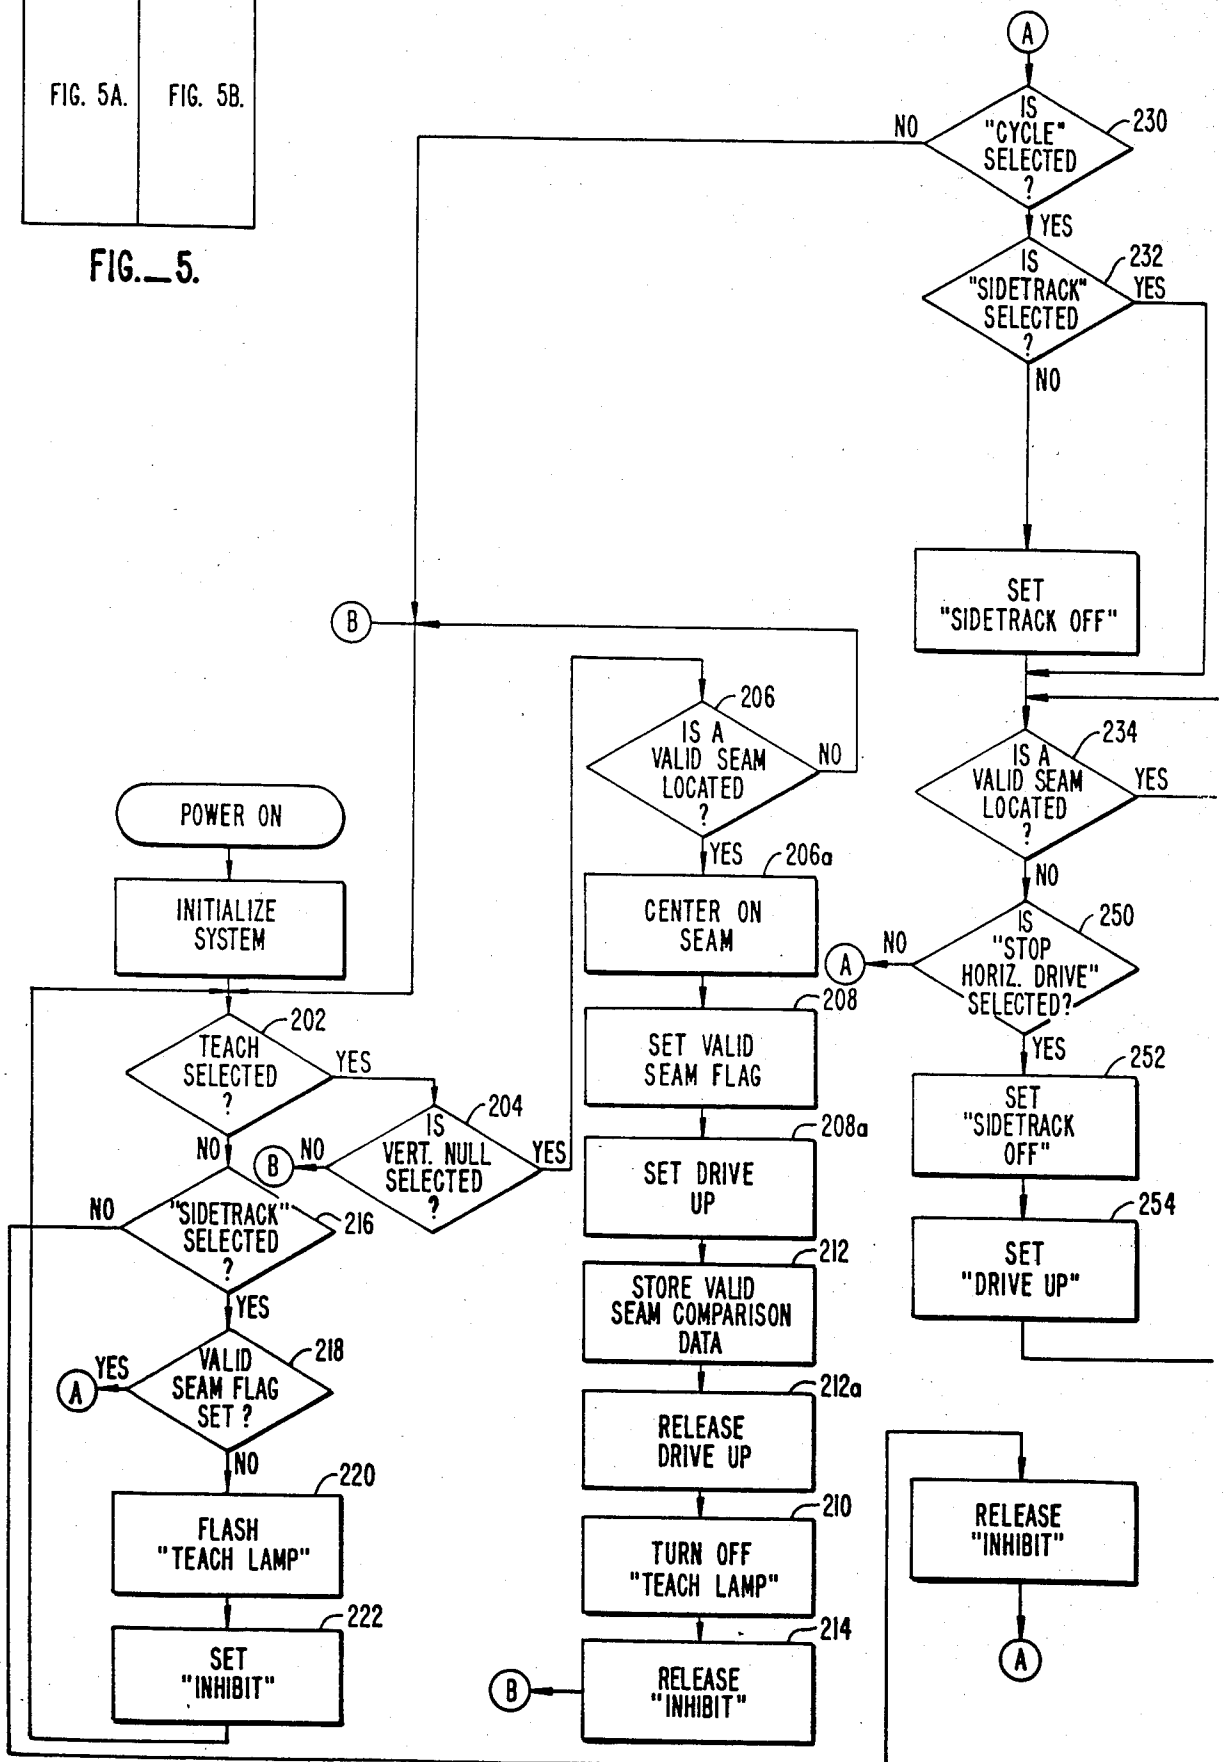 FIG. 5A.
FIG. 5B.
FIG. 5.
A
IS
"CYCLE"
SELECTED
?
230
NO
YES
IS
"SIDETRACK"
SELECTED
?
232
YES
NO
SET
"SIDETRACK OFF"
B
206
IS A
VALID SEAM
LOCATED
?
NO
YES
234
IS A
VALID SEAM
LOCATED
?
YES
NO
POWER ON
INITIALIZE
SYSTEM
206a
CENTER ON
SEAM
250
IS
"STOP
HORIZ. DRIVE"
SELECTED?
NO
A
YES
202
TEACH
SELECTED
?
YES
NO
204
IS
VERT. NULL
SELECTED
?
NO
B
YES
208
SET VALID
SEAM FLAG
208a
SET DRIVE
UP
252
SET
"SIDETRACK
OFF"
254
SET
"DRIVE UP"
"SIDETRACK"
SELECTED
?
216
NO
YES
212
STORE VALID
SEAM COMPARISON
DATA
218
VALID
SEAM FLAG
SET ?
YES
A
NO
212a
RELEASE
DRIVE UP
220
FLASH
"TEACH LAMP"
210
TURN OFF
"TEACH LAMP"
RELEASE
"INHIBIT"
A
222
SET
"INHIBIT"
214
RELEASE
"INHIBIT"
B